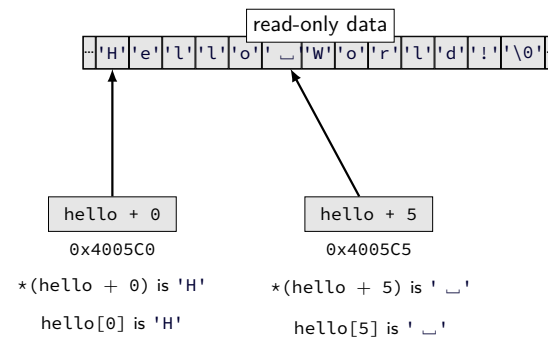 read-only data
... 'H' 'e' 'l' 'l' 'o' '␣' 'W' 'o' 'r' 'l' 'd' '!' '\0'
hello + 0
hello + 5
0x4005C0
0x4005C5
*(hello + 0) is 'H'
*(hello + 5) is '␣'
hello[0] is 'H'
hello[5] is '␣'